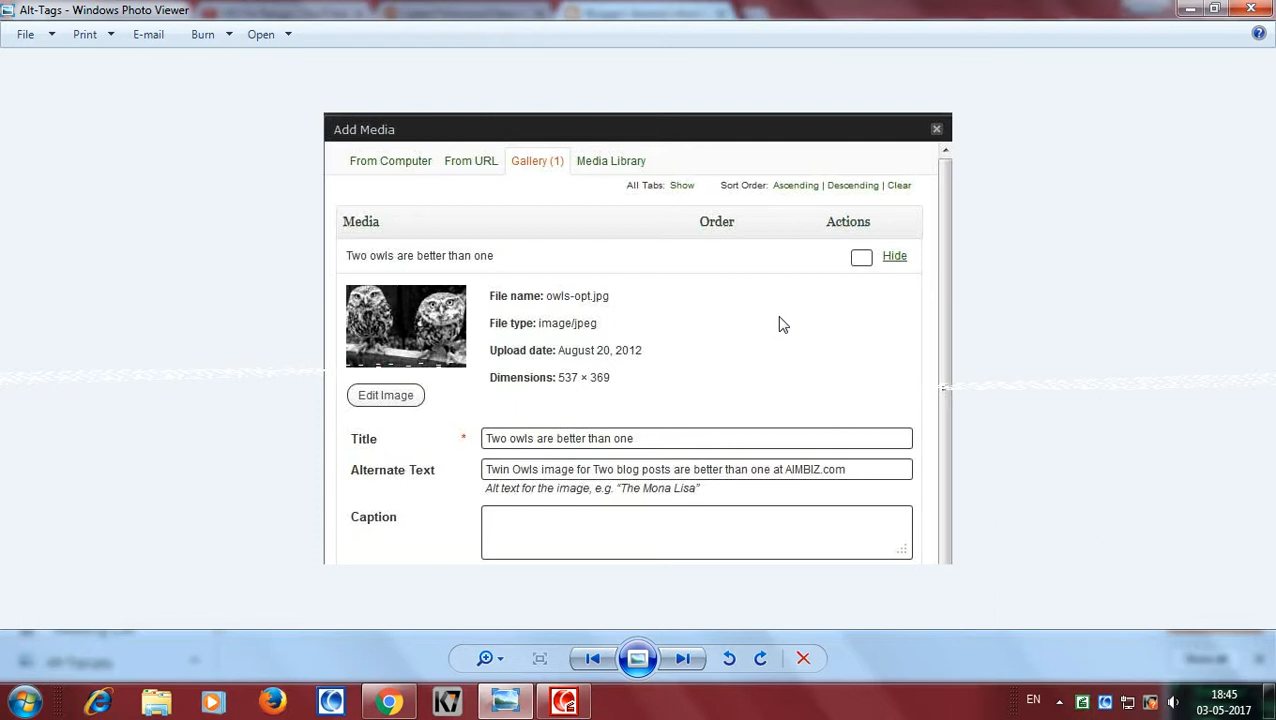 Alt-Tags - Windows Photo Viewer
File Print E-mail Burn Open
Add Media
From Computer From URL Gallery (1) Media Library
All Tabs: Show Sort Order: Ascending | Descending | Clear
Media Order Actions
Two owls are better than one Hide
File name: owls-opt.jpg
File type: image/jpeg
Upload date: August 20, 2012
Dimensions: 537 × 369
Edit Image
Title * Two owls are better than one
Alternate Text Twin Owls image for Two blog posts are better than one at AIMBIZ.com
Alt text for the image, e.g. “The Mona Lisa”
Caption
K7
EN
18:45
03-05-2017